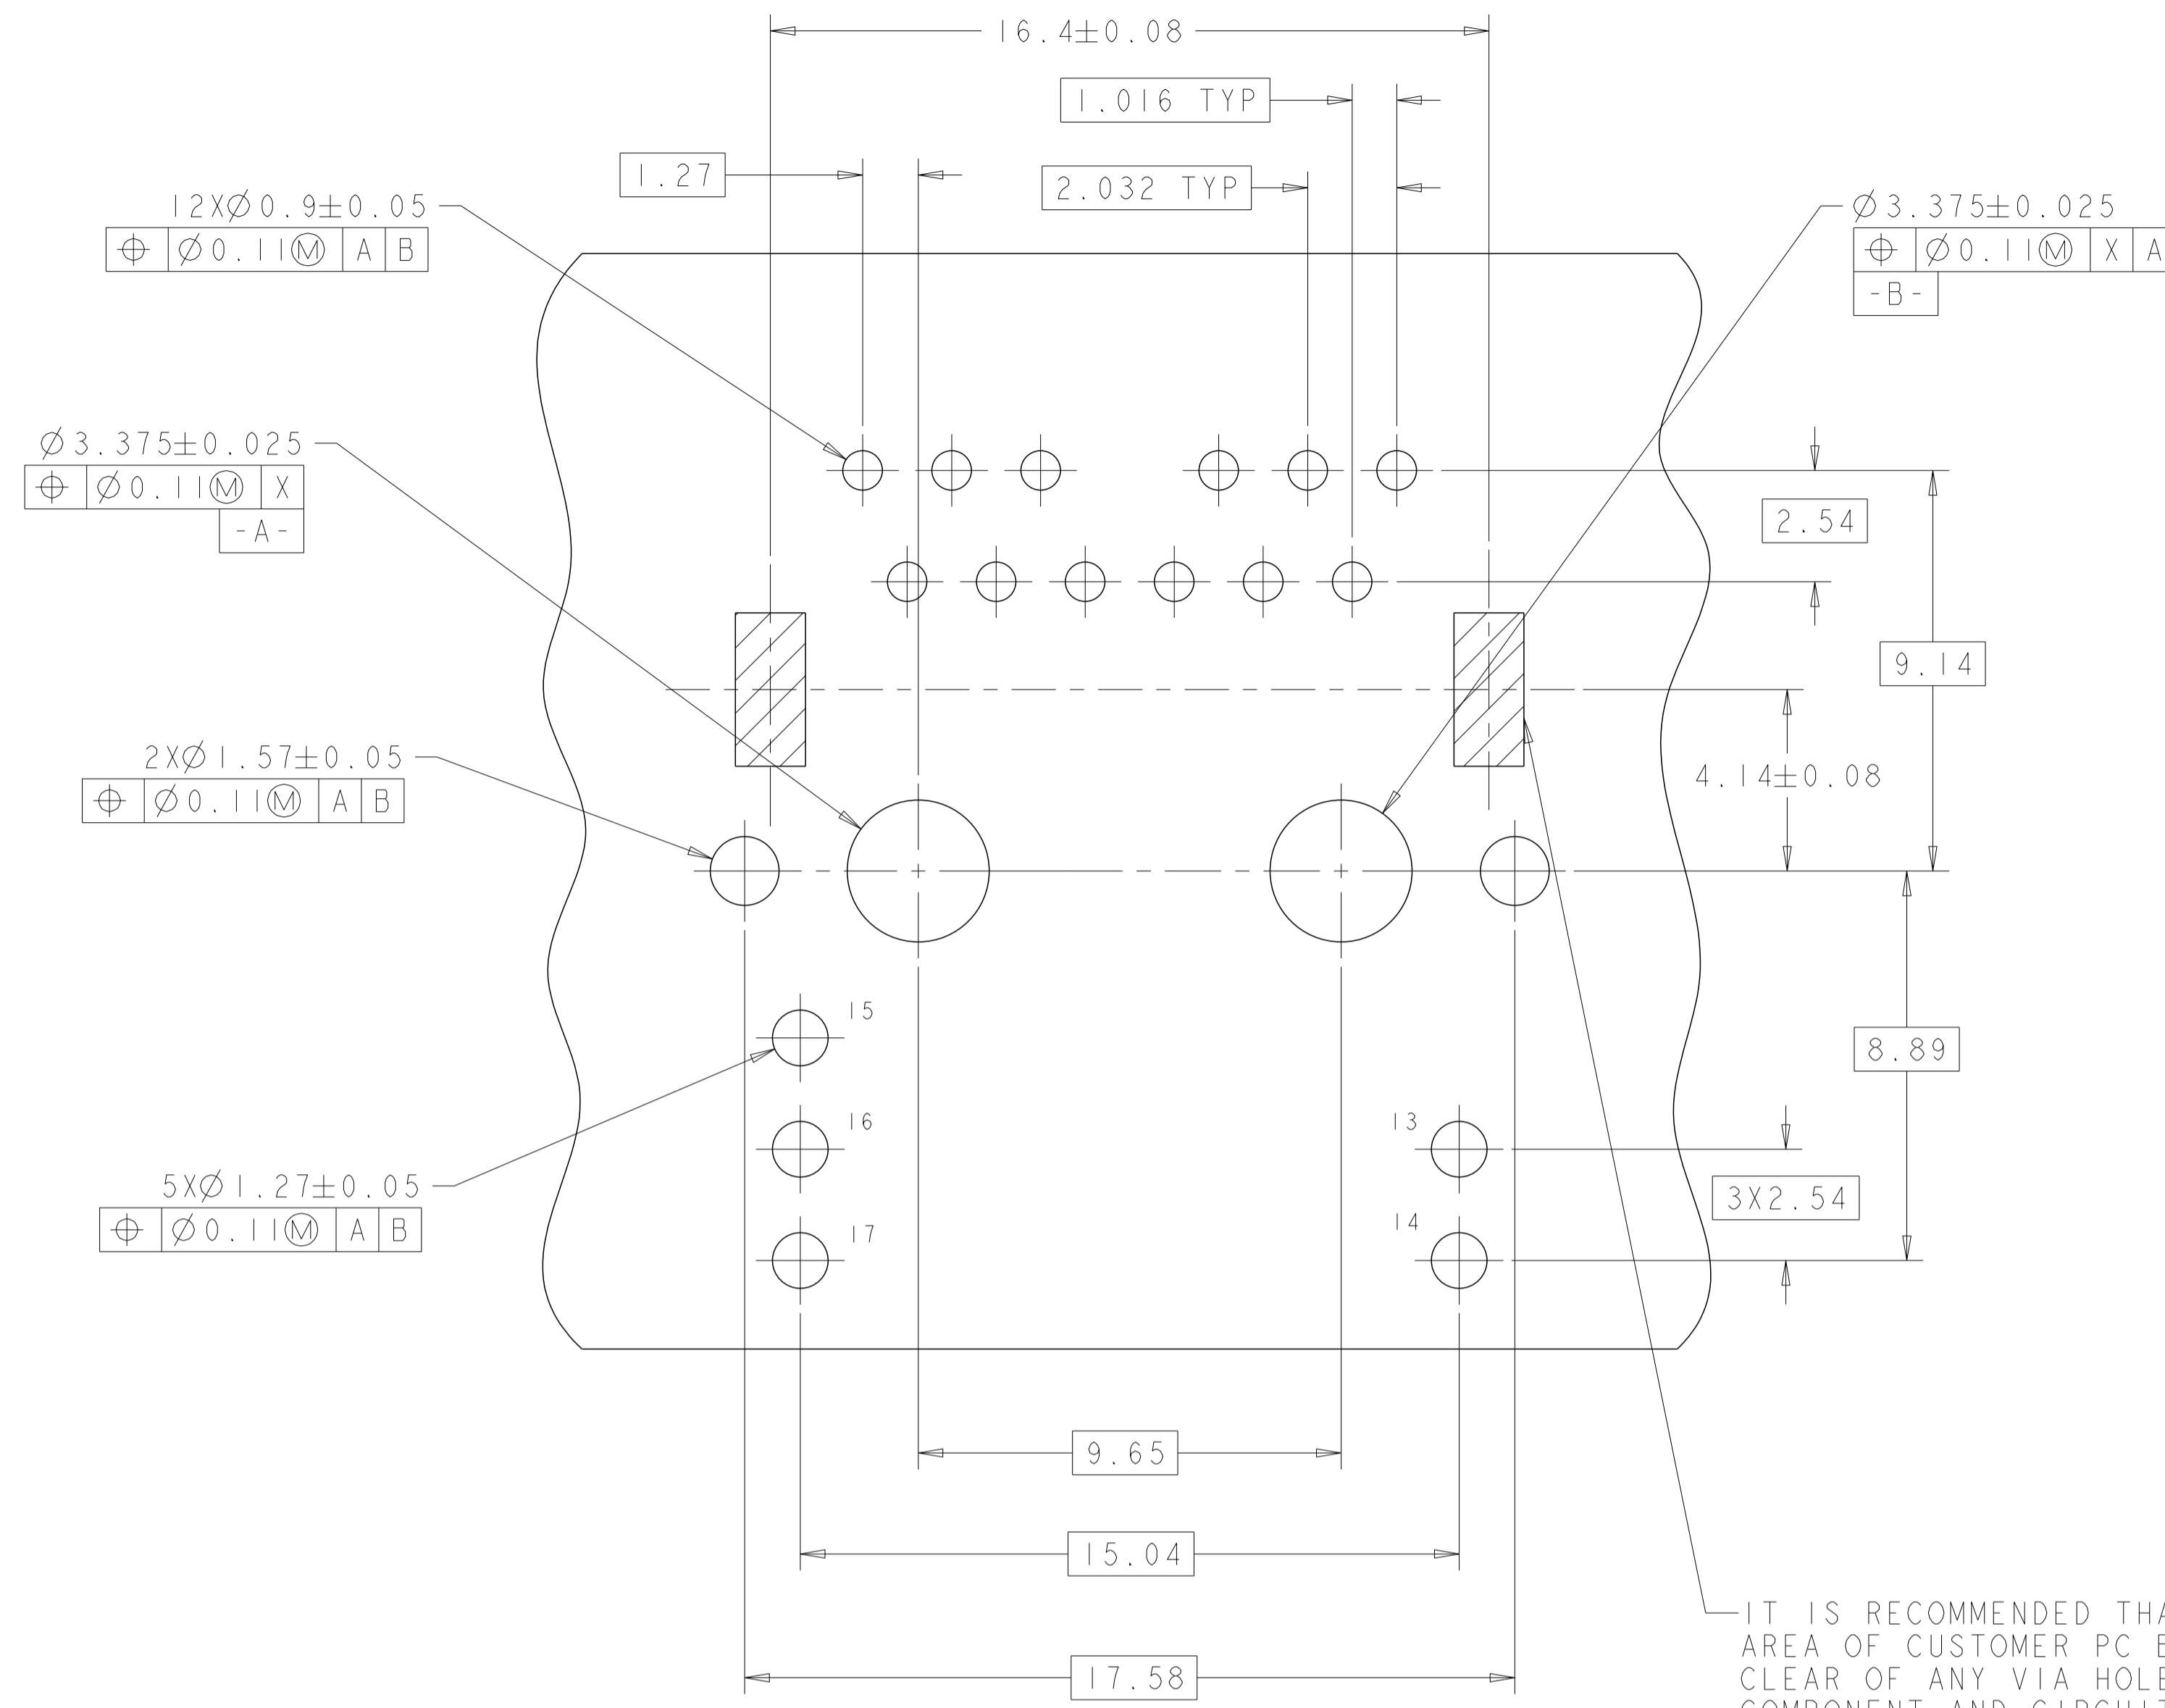 16.4±0.08
1.016 TYP
1.27
2.032 TYP
12XØ0.9±0.05
⌖ Ø0.11Ⓜ A B
Ø3.375±0.025
⌖ Ø0.11Ⓜ X A
-B-
Ø3.375±0.025
⌖ Ø0.11Ⓜ X
-A-
2.54
9.14
2XØ1.57±0.05
⌖ Ø0.11Ⓜ A B
4.14±0.08
15
8.89
16
13
5XØ1.27±0.05
⌖ Ø0.11Ⓜ A B
3X2.54
17
14
9.65
15.04
17.58
IT IS RECOMMENDED
AREA OF CUSTOMER PC
CLEAR OF ANY VIA
COMPONENT AND